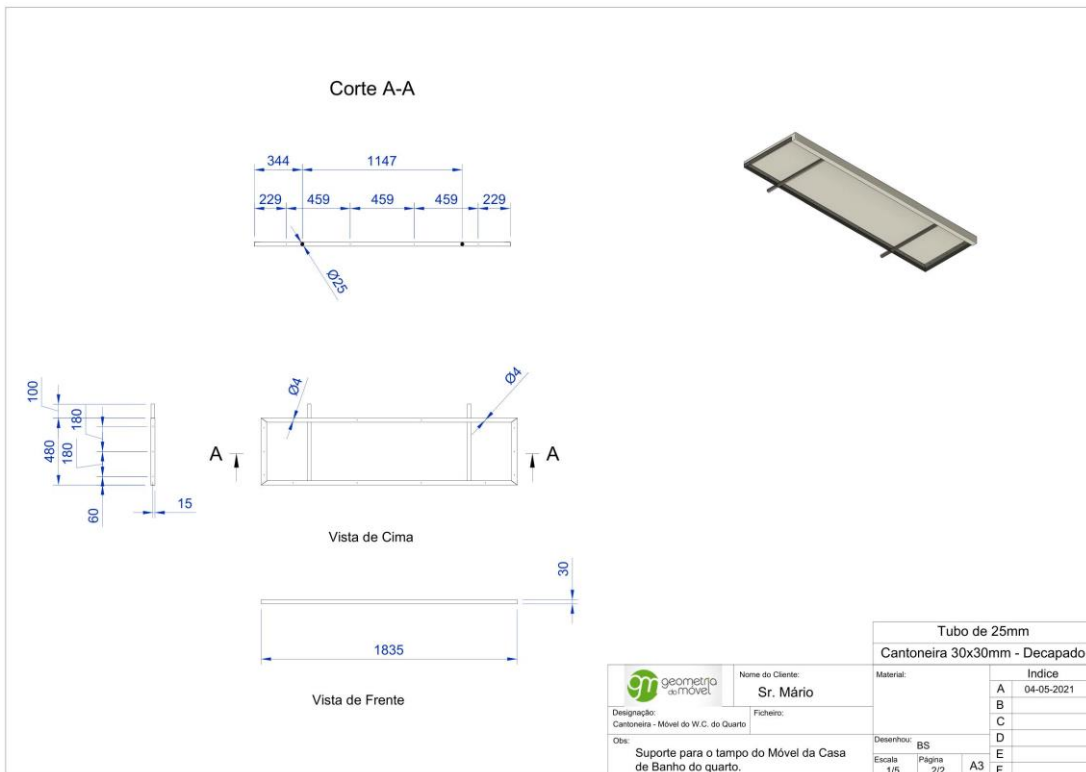 Corte A-A
344
1147
229
459
459
459
229
Ø25
100
180
480
180
60
15
Ø4
Ø4
A
A
Vista de Cima
30
1835
Vista de Frente
Tubo de 25mm
Cantoneira 30x30mm - Decapado
geometria do móvel
Nome do Cliente:
Sr. Mário
Material:
Indice
A 04-05-2021
B
C
D
E
F
Designação:
Cantoneira - Móvel do W.C. do Quarto
Ficheiro:
Obs:
Suporte para o tampo do Móvel da Casa
de Banho do quarto.
Desenhou: BS
Escala
1/5
Página
2/2
A3